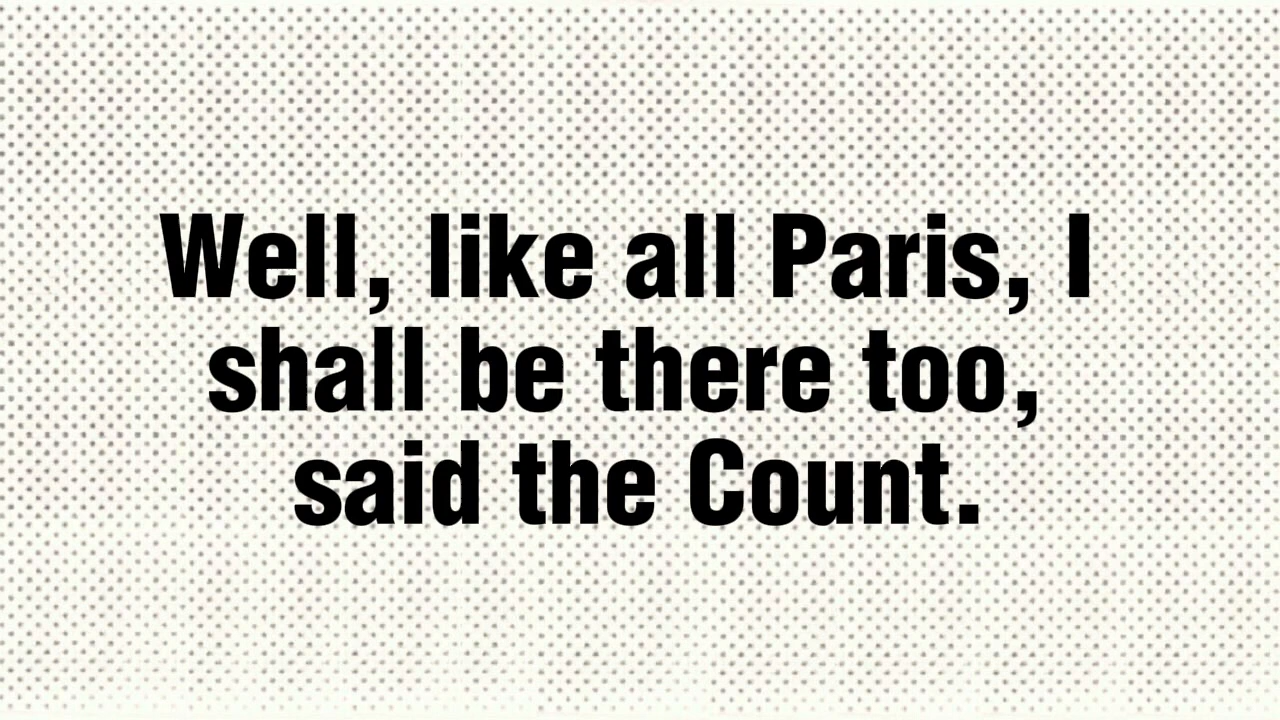 Well, like all Paris, I
shall be there too,
said the Count.